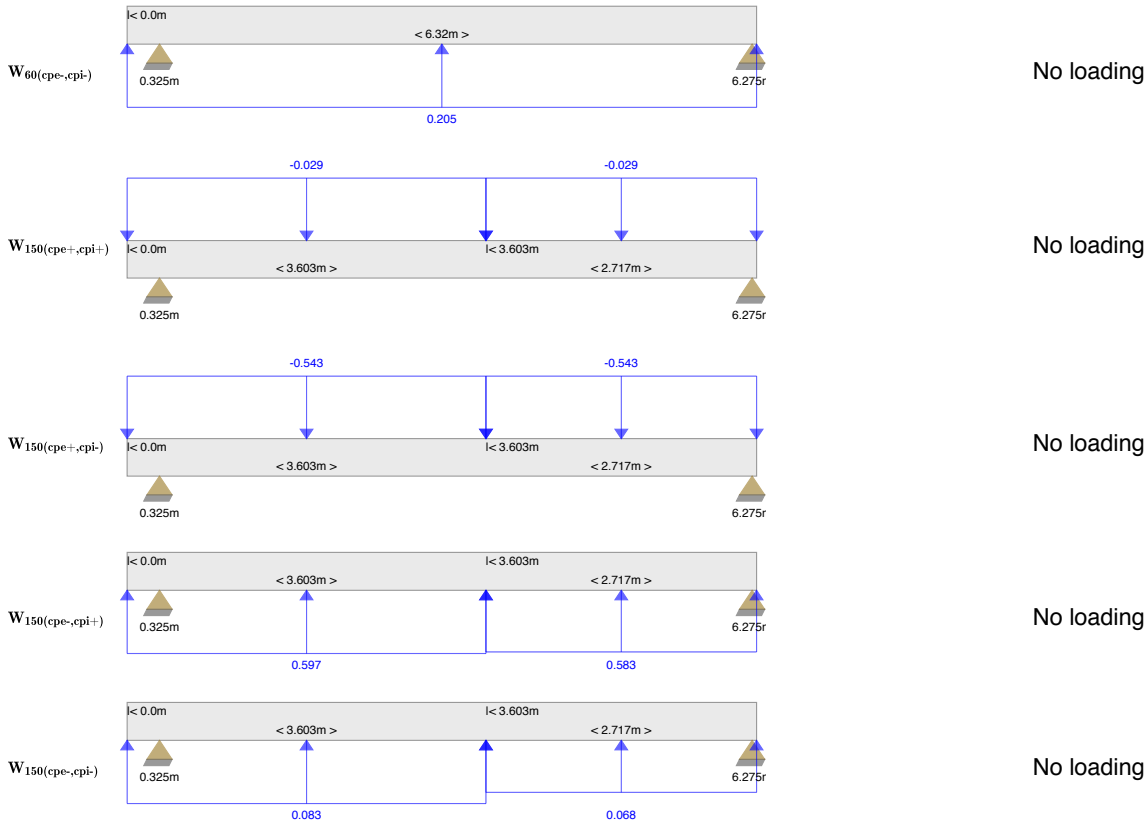 |< 0.0m
< 6.32m >
W60(cpe-,cpi-)
0.325m
6.275r
No loading
0.205
-0.029 -0.029
W150(cpe+,cpi+)
|< 0.0m |< 3.603m
No loading
< 3.603m > < 2.717m >
0.325m 6.275r
-0.543 -0.543
W150(cpe+,cpi-)
|< 0.0m |< 3.603m
No loading
< 3.603m > < 2.717m >
0.325m 6.275r
|< 0.0m |< 3.603m
< 3.603m > < 2.717m >
W150(cpe-,cpi+)
0.325m 6.275r
No loading
0.597 0.583
|< 0.0m |< 3.603m
< 3.603m > < 2.717m >
W150(cpe-,cpi-)
0.325m 6.275r
No loading
0.083 0.068